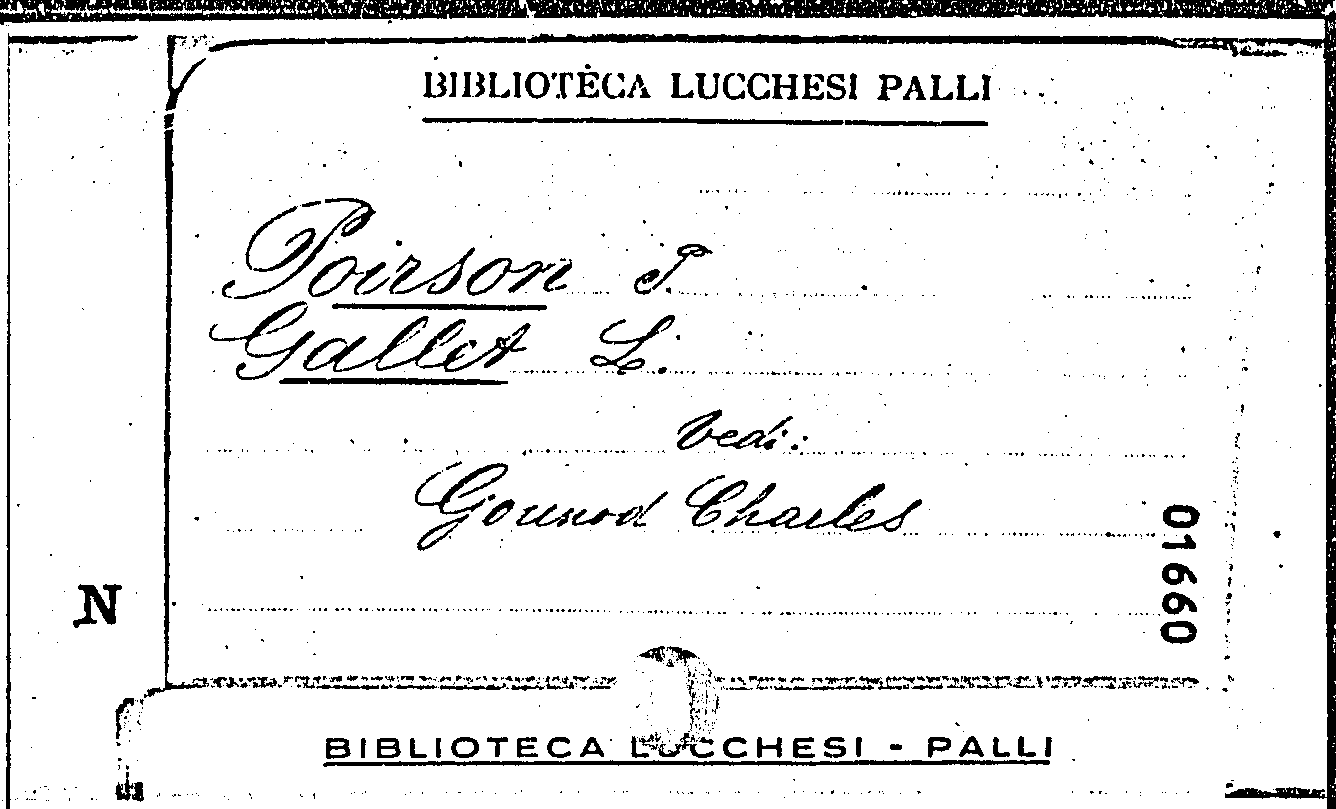 BIBLIOTECA LUCCHESI PALLI
Poirson P.
Gallet L.
Vedi:
Gounod Charles
01660
N
BIBLIOTECA LUCCHESI - PALLI